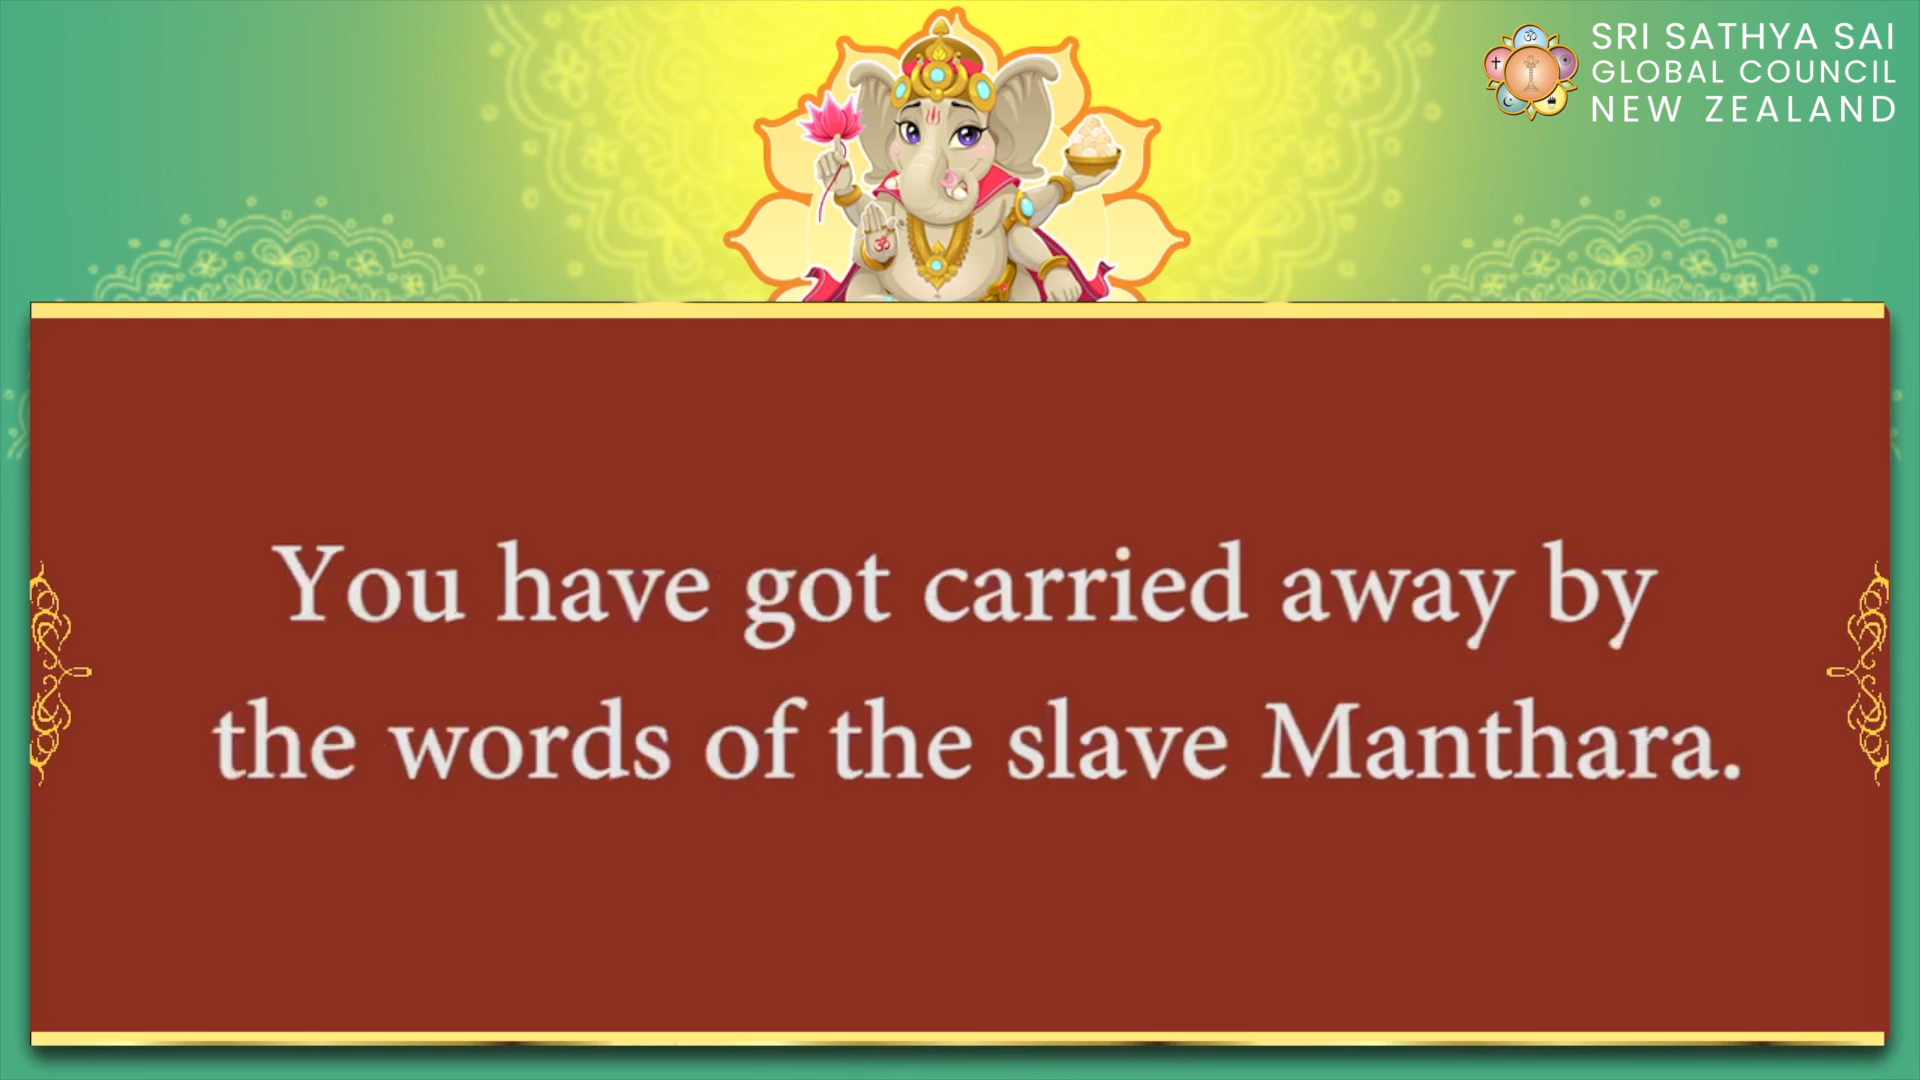 SRI SATHYA SAI
GLOBAL COUNCIL
NEW ZEALAND
You have got carried away by
the words of the slave Manthara.